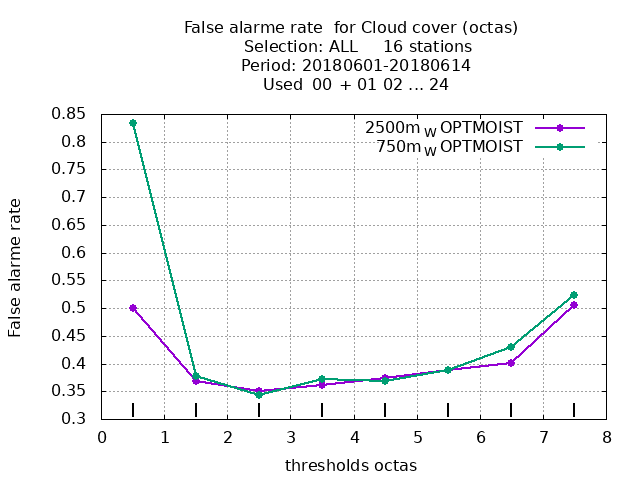 False alarme rate  for Cloud cover (octas)
Selection: ALL     16 stations
Period: 20180601-20180614
Used  00  + 01 02 ... 24
2500m W OPTMOIST
750m W OPTMOIST
False alarme rate
0.85
0.8
0.75
0.7
0.65
0.6
0.55
0.5
0.45
0.4
0.35
0.3
0 1 2 3 4 5 6 7 8
thresholds octas